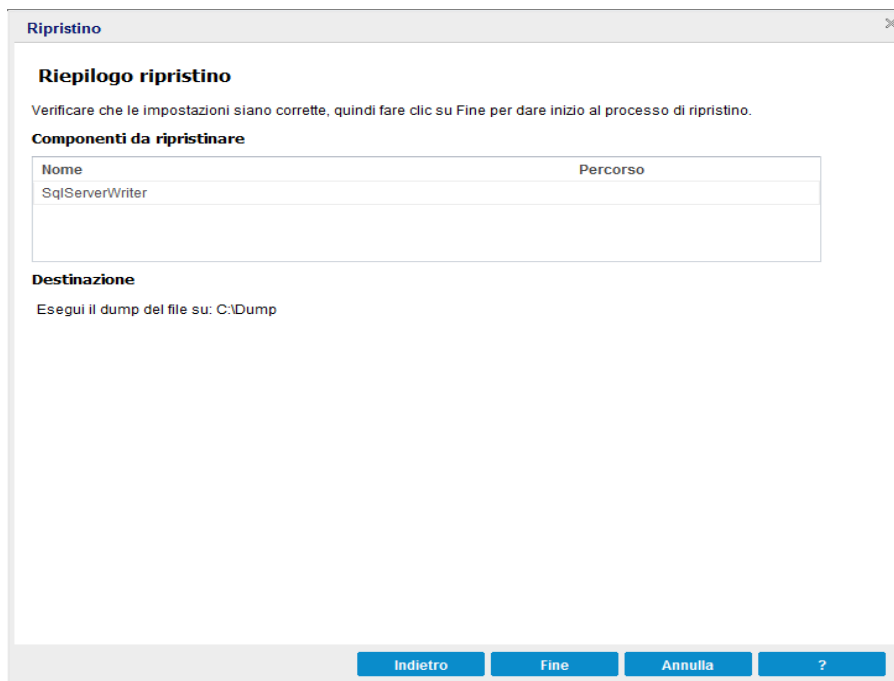 Ripristino
Riepilogo ripristino
Verificare che le impostazioni siano corrette, quindi fare clic su Fine per dare inizio al processo di ripristino.
Componenti da ripristinare
Nome Percorso
SqlServerWriter
Destinazione
Esegui il dump del file su: C:\Dump
Indietro Fine Annulla ?